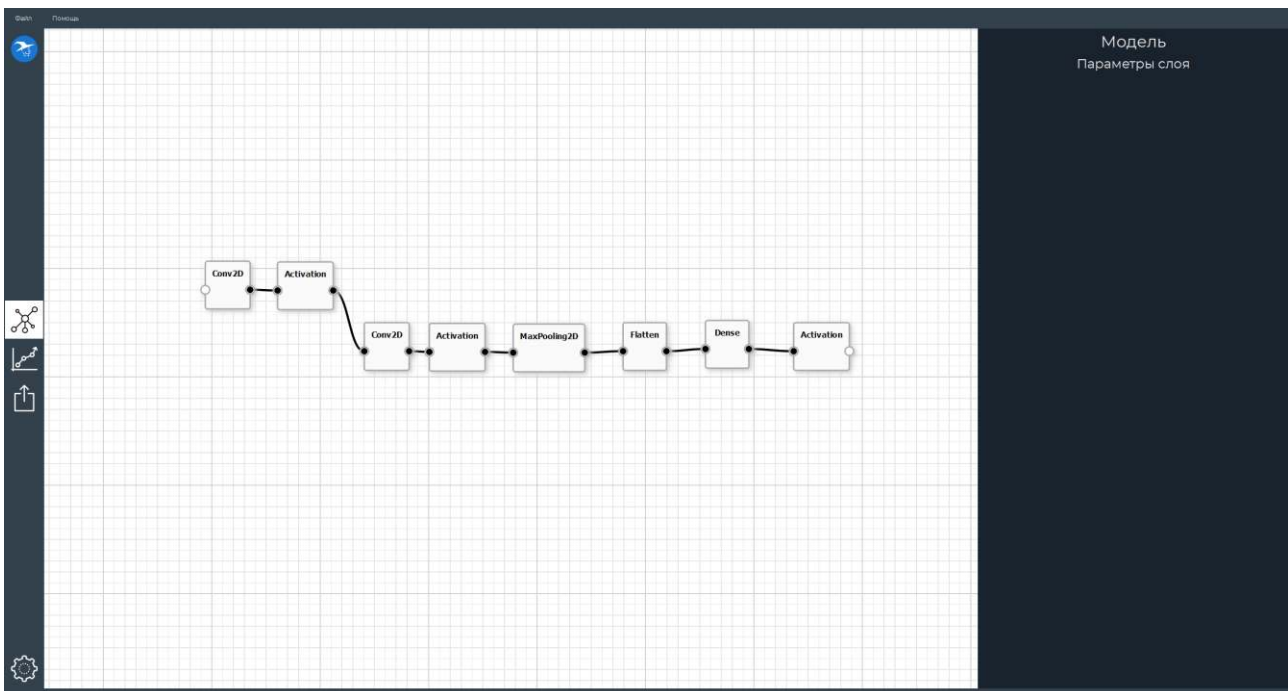 Файл Помощь
Модель
Параметры слоя
Conv2D Activation
Conv2D Activation MaxPooling2D Flatten Dense Activation